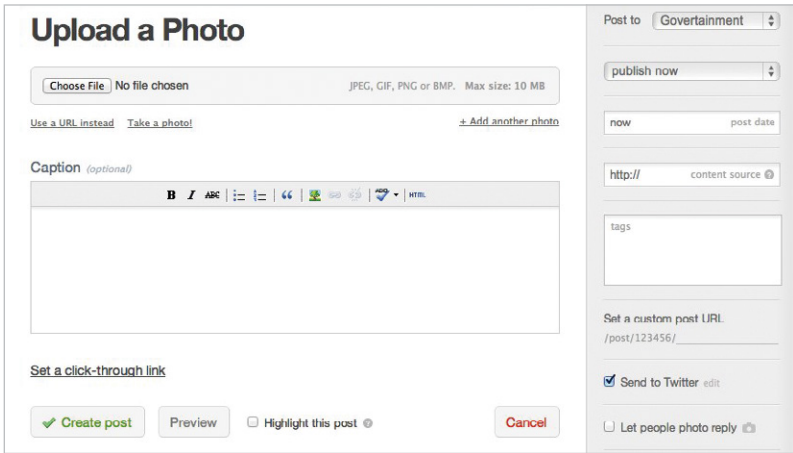 Upload a Photo
Choose File No file chosen JPEG, GIF, PNG or BMP. Max size: 10 MB
Use a URL instead Take a photo! + Add another photo
Caption (optional)
B I ABC “ ABC HTML
Set a click-through link
Create post Preview Highlight this post ? Cancel
Post to Govertainment
publish now
now post date
http:// content source ?
tags
Set a custom post URL
/post/123456/
Send to Twitter edit
Let people photo reply